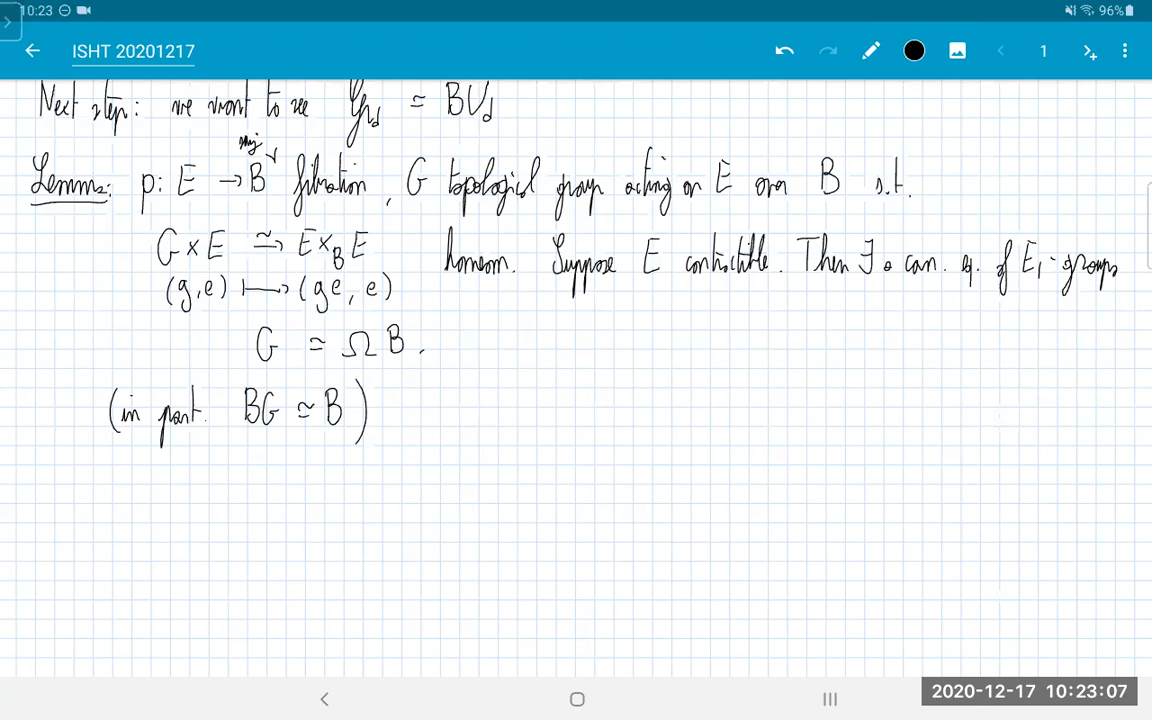 10:23
96%
ISHT 20201217
1
Next step: we want to see Gr_d ≃ BU_d
surj
Lemma: p: E → B fibration, G topological group acting on E over B s.t.
G × E ≃→ E ×_B E homeom. Suppose E contractible. Then ∃ a can. eq. of E_1-groups
(g, e) ↦ (ge, e)
G ≃ ΩB.
(in part. BG ≃ B)
2020-12-17 10:23:07